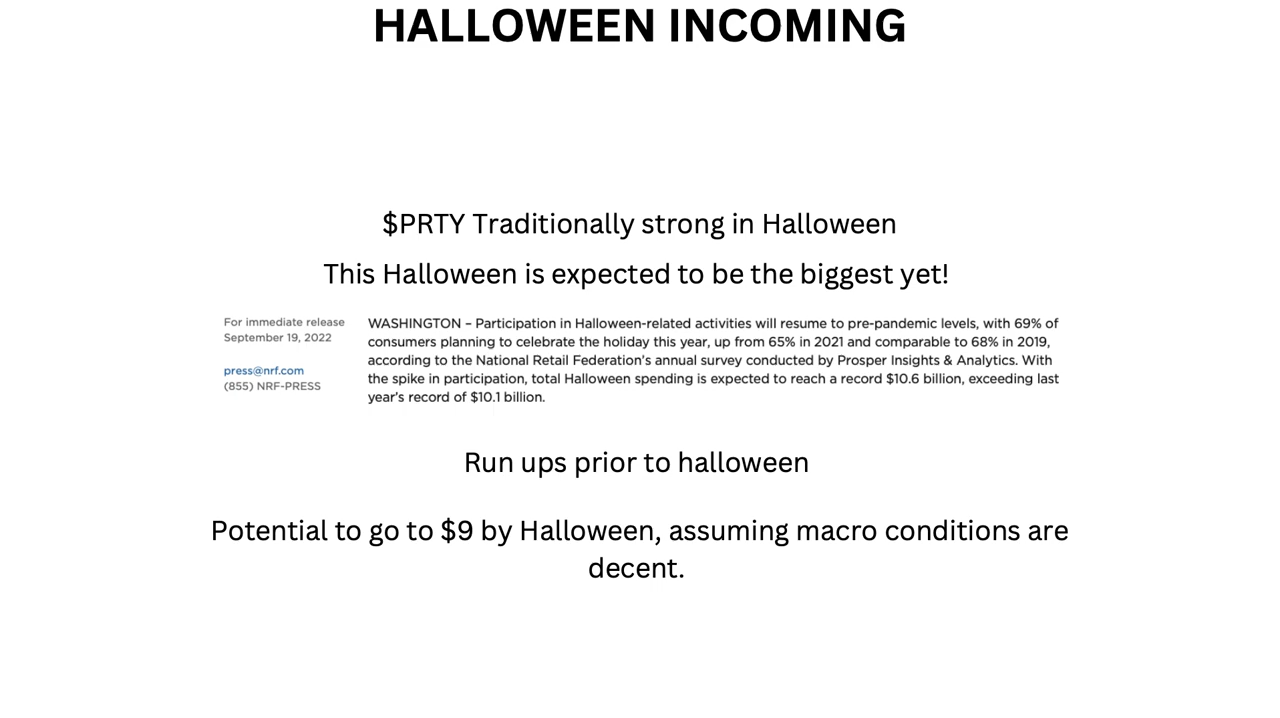 HALLOWEEN INCOMING
$PRTY Traditionally strong in Halloween
This Halloween is expected to be the biggest yet!
For immediate release
September 19, 2022
press@nrf.com
(855) NRF-PRESS
WASHINGTON – Participation in Halloween-related activities will resume to pre-pandemic levels, with 69% of
consumers planning to celebrate the holiday this year, up from 65% in 2021 and comparable to 68% in 2019,
according to the National Retail Federation's annual survey conducted by Prosper Insights & Analytics. With
the spike in participation, total Halloween spending is expected to reach a record $10.6 billion, exceeding last
year's record of $10.1 billion.
Run ups prior to halloween
Potential to go to $9 by Halloween, assuming macro conditions are
decent.